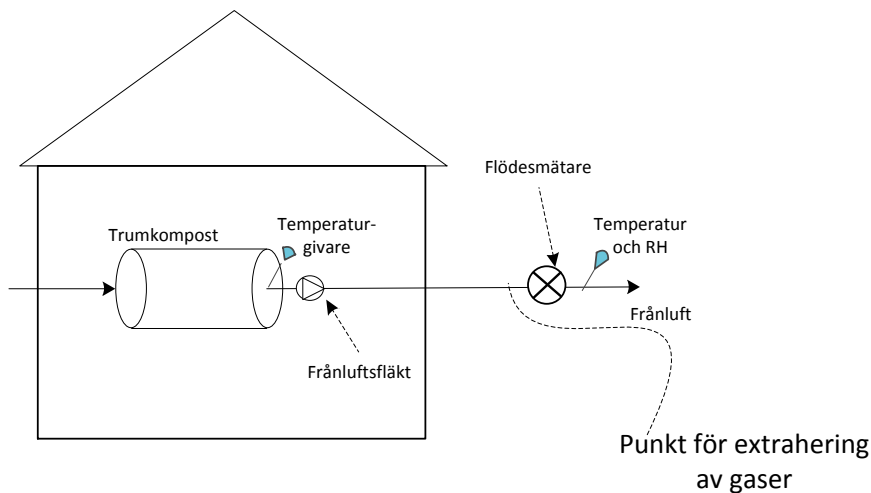 Flödesmätare
Temperatur-
givare
Trumkompost
Temperatur
och RH
Frånluft
Frånluftsfläkt
Punkt för extrahering
av gaser